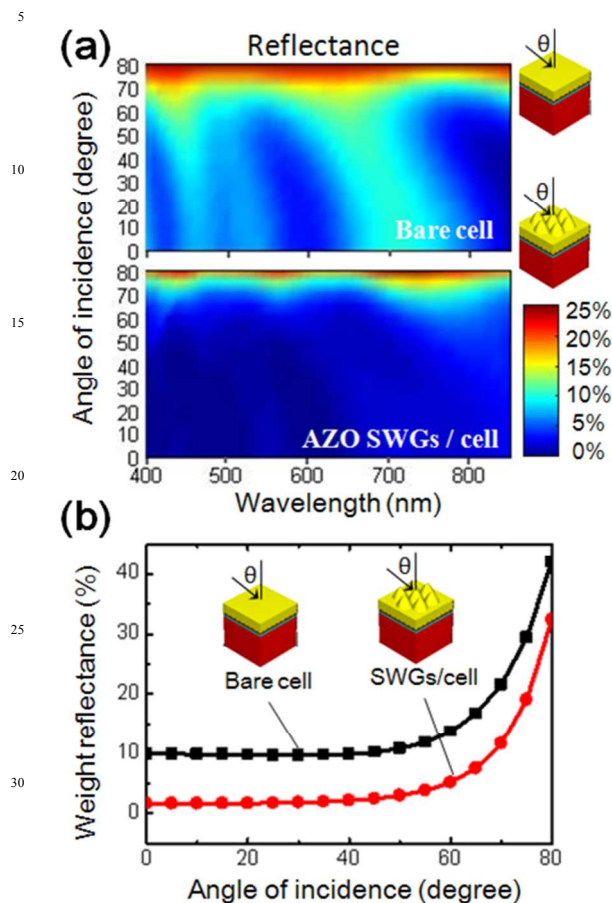 5
(a)
Reflectance
80
70
60
50
40
30
20
10
0
θ
Bare cell
10
θ
80
70
60
50
40
30
20
10
0
AZO SWGs / cell
15
25%
20%
15%
10%
5%
0%
Angle of incidence (degree)
400 500 600 700 800
Wavelength (nm)
20
(b)
40
30
20
10
0
Weight reflectance (%)
θ
Bare cell
θ
SWGs/cell
25
30
0 20 40 60 80
Angle of incidence (degree)